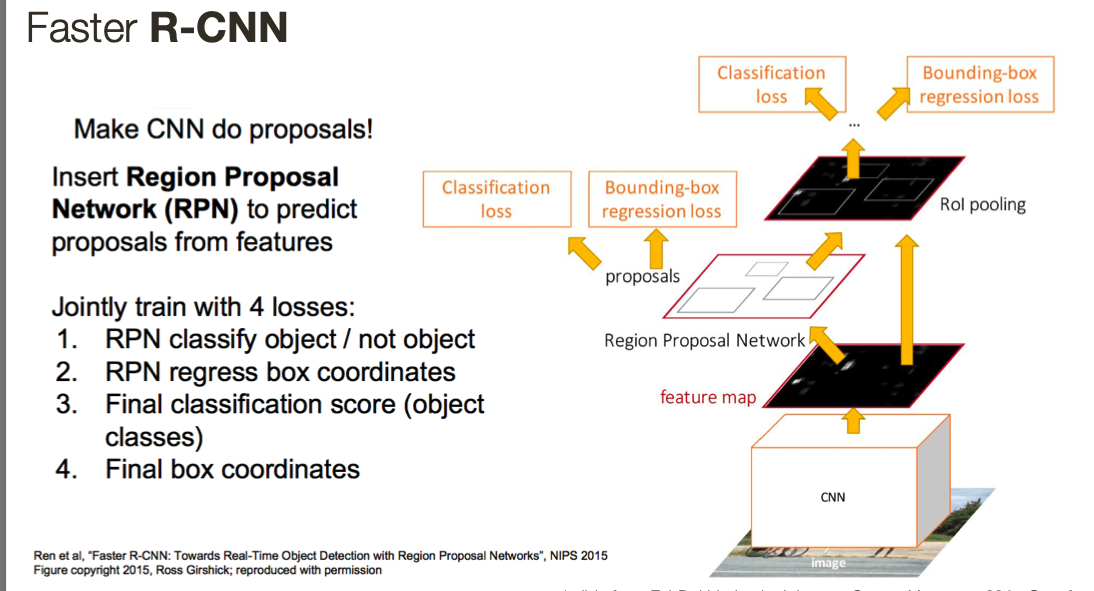 Faster R-CNN
Make CNN do proposals!
Insert Region Proposal
Network (RPN) to predict
proposals from features
Jointly train with 4 losses:
1. RPN classify object / not object
2. RPN regress box coordinates
3. Final classification score (object
classes)
4. Final box coordinates
Classification
loss
Bounding-box
regression loss
...
Classification
loss
Bounding-box
regression loss
RoI pooling
proposals
Region Proposal Network
feature map
CNN
image
Ren et al, “Faster R-CNN: Towards Real-Time Object Detection with Region Proposal Networks”, NIPS 2015
Figure copyright 2015, Ross Girshick; reproduced with permission